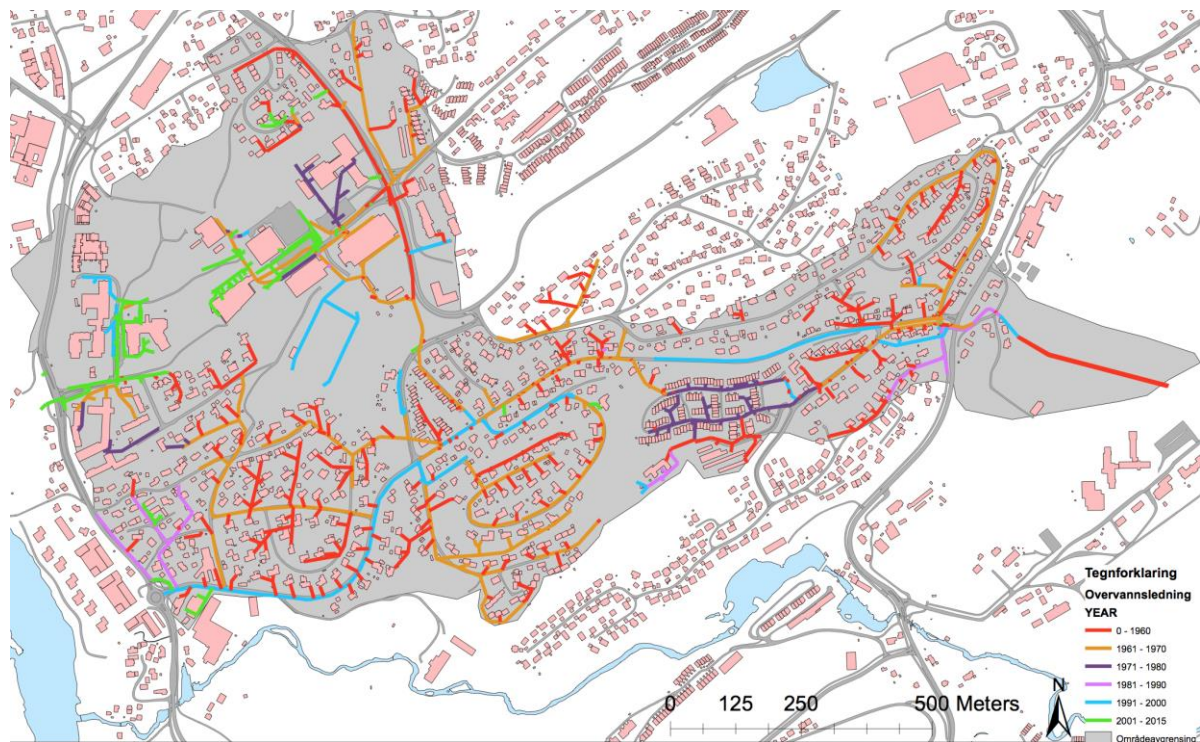 Tegnforklaring
Overvannsledning
YEAR
0 - 1960
1961 - 1970
1971 - 1980
1981 - 1990
1991 - 2000
2001 - 2015
Områdeavgrensing
N
0 125 250 500 Meters